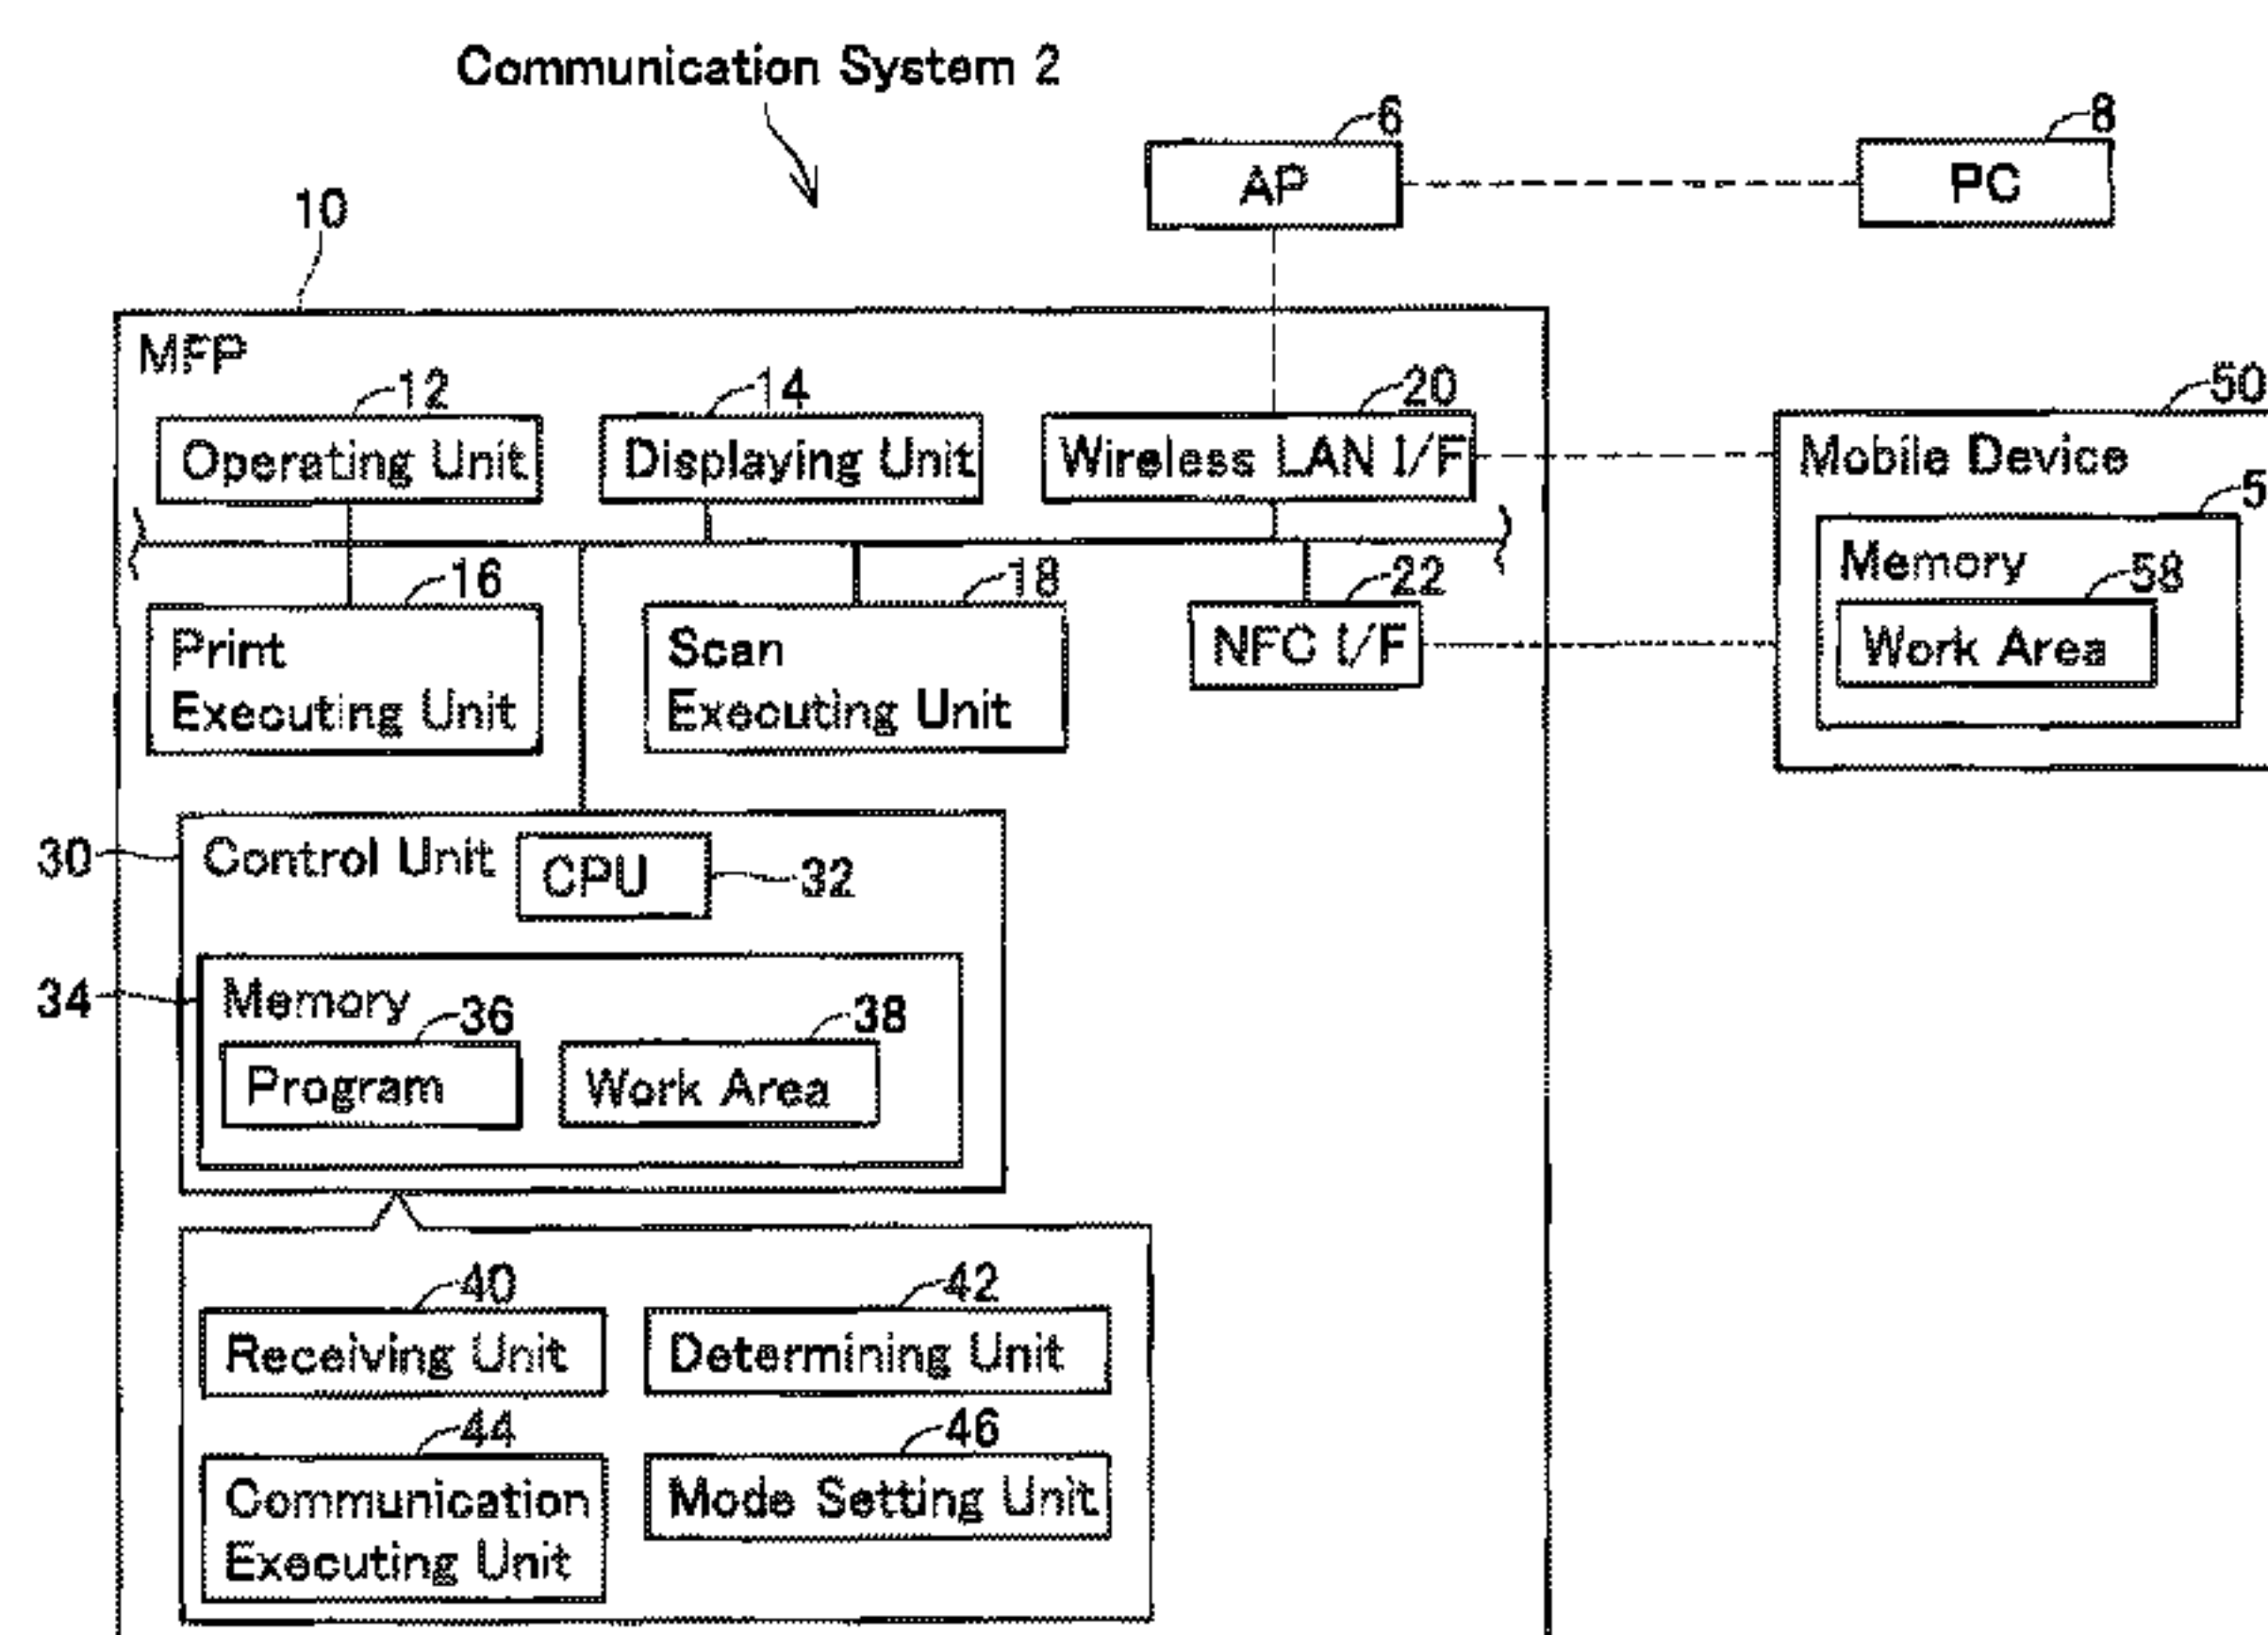 Communication System 2
6
8
AP
PC
10
MFP
12
14
20
50
Operating Unit
Displaying Unit
Wireless LAN I/F
Mobile Device
5
Memory
16
18
22
58
Print
Executing Unit
Scan
Executing Unit
NFC I/F
Work Area
30
Control Unit
CPU
32
34
Memory
36
38
Program
Work Area
40
42
Receiving Unit
Determining Unit
44
46
Communication
Executing Unit
Mode Setting Unit